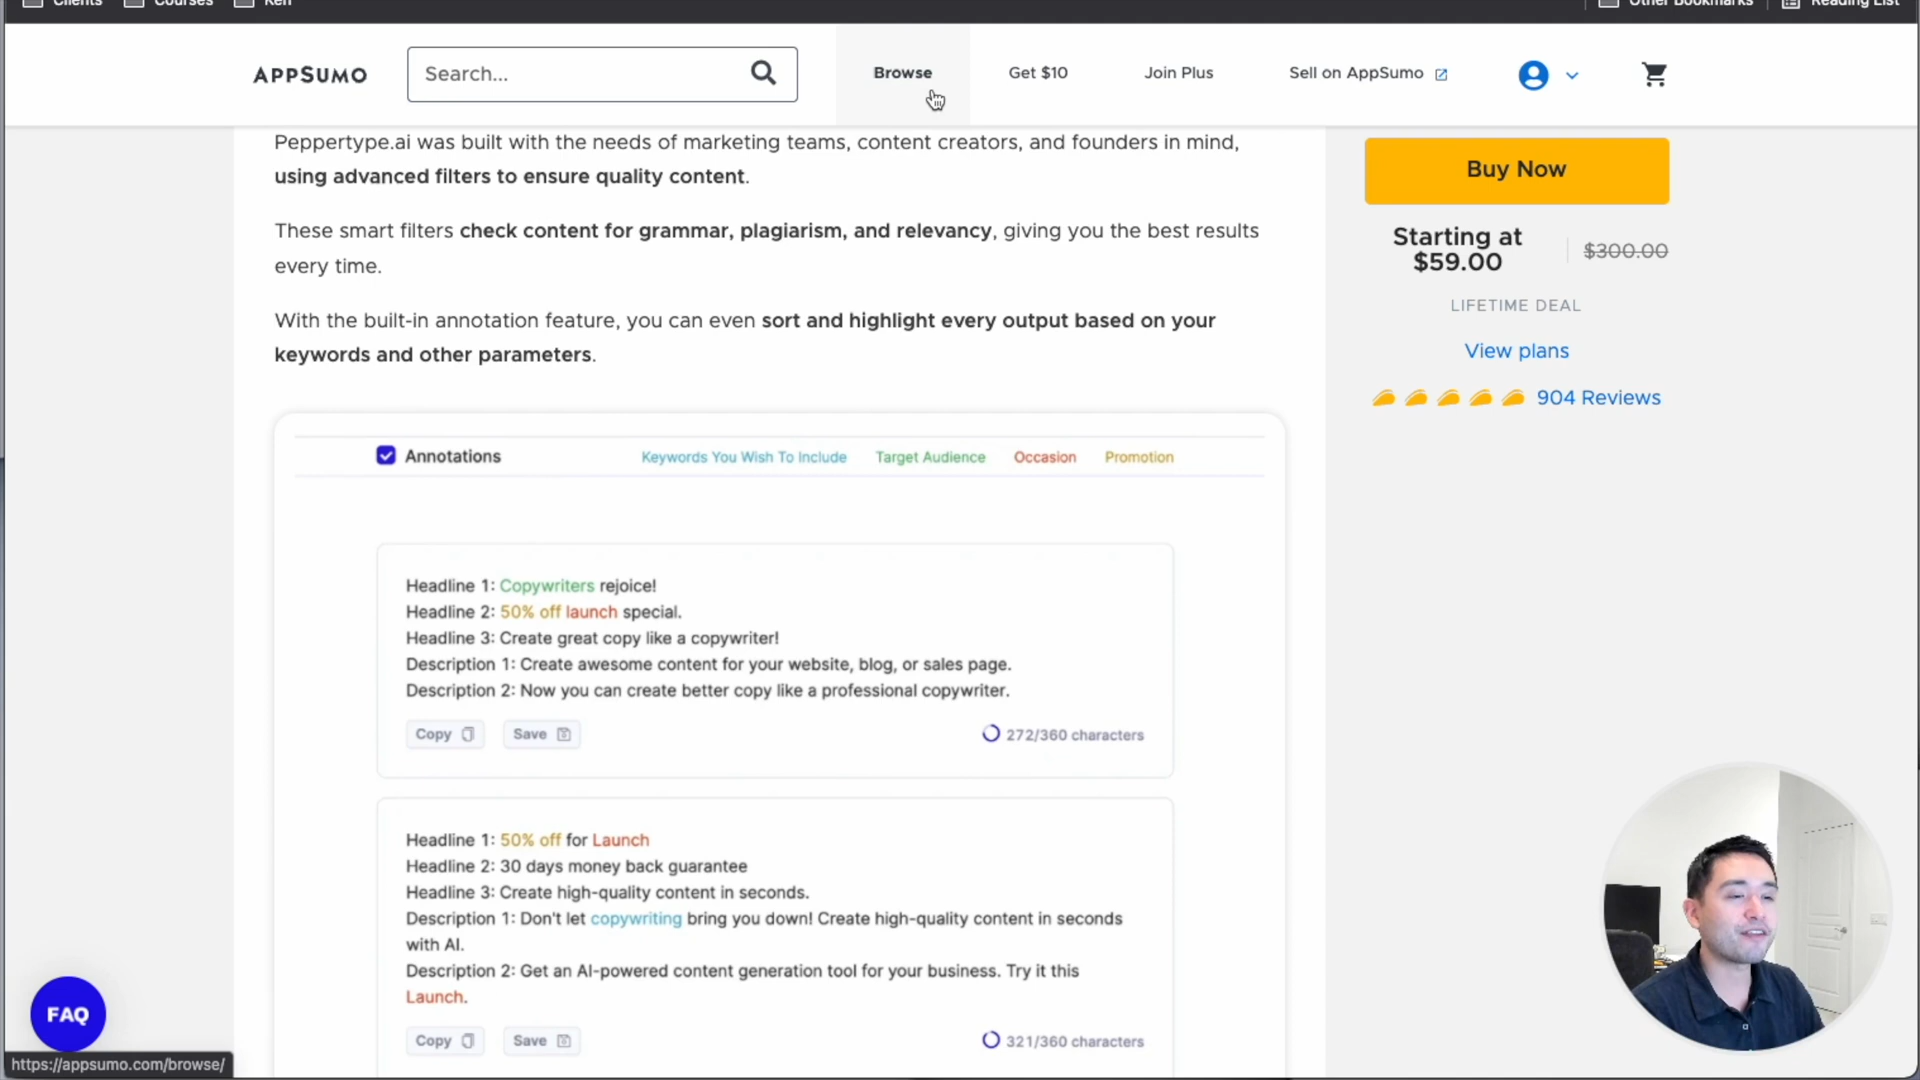 Clients Courses Ken Other Bookmarks Reading List
APPSUMO Search... Browse Get $10 Join Plus Sell on AppSumo
Peppertype.ai was built with the needs of marketing teams, content creators, and founders in mind,
using advanced filters to ensure quality content.
These smart filters check content for grammar, plagiarism, and relevancy, giving you the best results
every time.
With the built-in annotation feature, you can even sort and highlight every output based on your
keywords and other parameters.
Buy Now
Starting at
$59.00
$300.00
LIFETIME DEAL
View plans
904 Reviews
Annotations Keywords You Wish To Include Target Audience Occasion Promotion
Headline 1: Copywriters rejoice!
Headline 2: 50% off launch special.
Headline 3: Create great copy like a copywriter!
Description 1: Create awesome content for your website, blog, or sales page.
Description 2: Now you can create better copy like a professional copywriter.
Copy Save 272/360 characters
Headline 1: 50% off for Launch
Headline 2: 30 days money back guarantee
Headline 3: Create high-quality content in seconds.
Description 1: Don't let copywriting bring you down! Create high-quality content in seconds
with AI.
Description 2: Get an AI-powered content generation tool for your business. Try it this
Launch.
Copy Save 321/360 characters
FAQ
https://appsumo.com/browse/